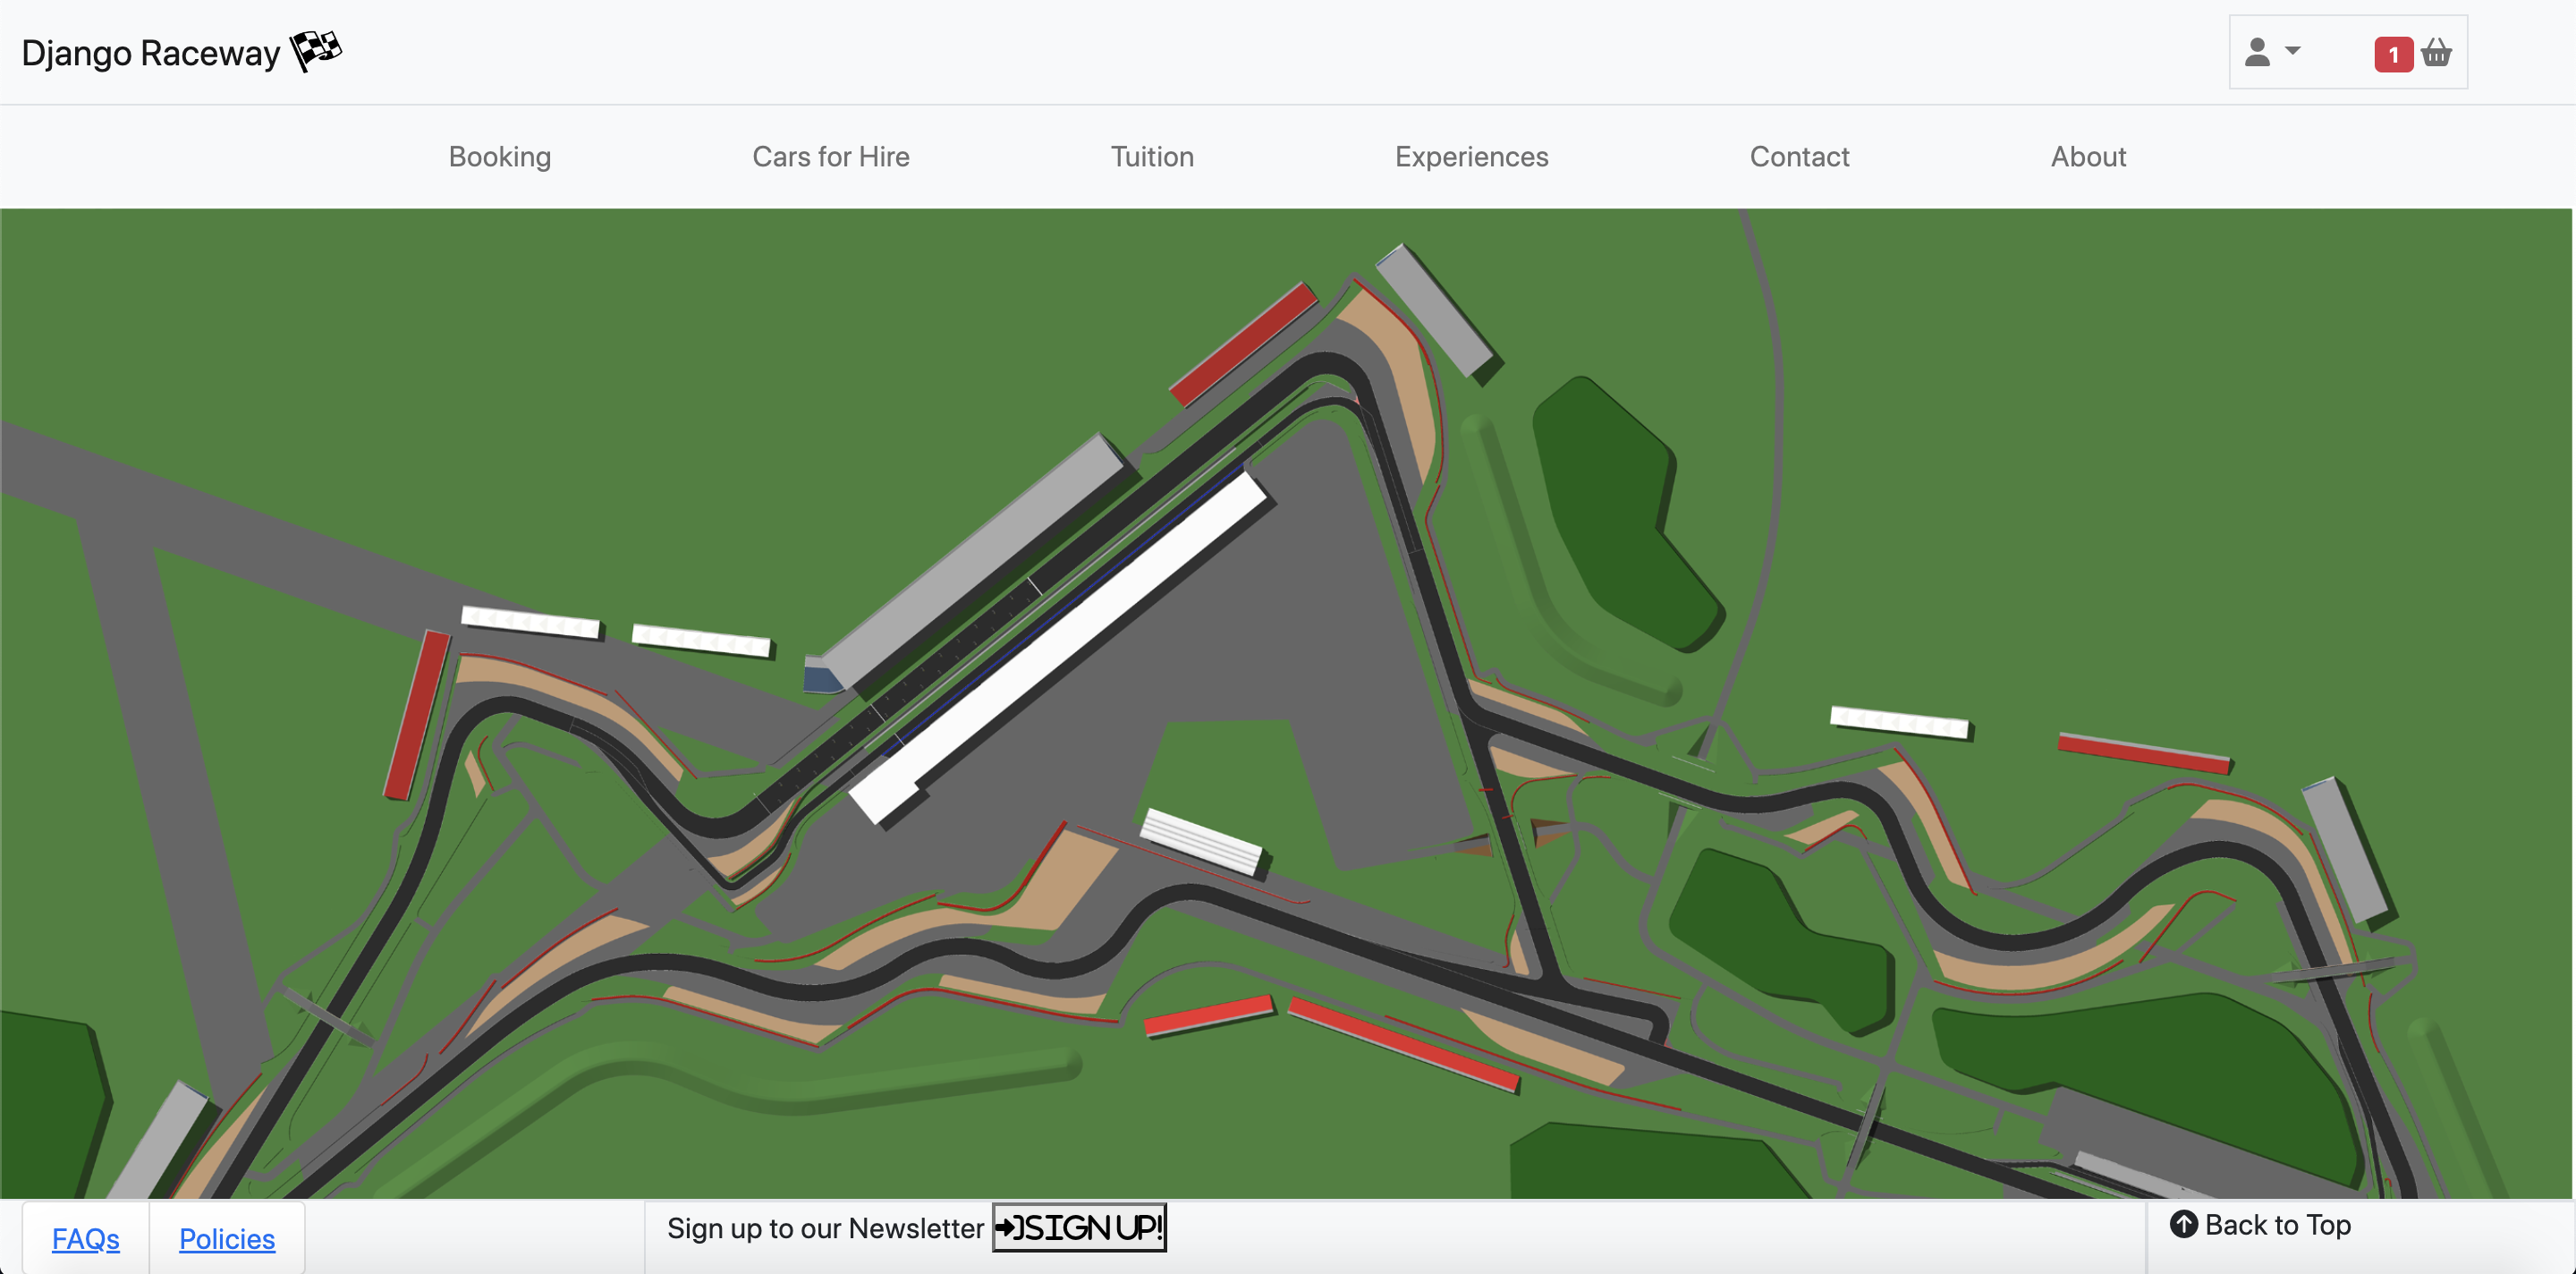 Django Raceway
1
Booking Cars for Hire Tuition Experiences Contact About
FAQs Policies Sign up to our Newsletter SIGN UP! Back to Top